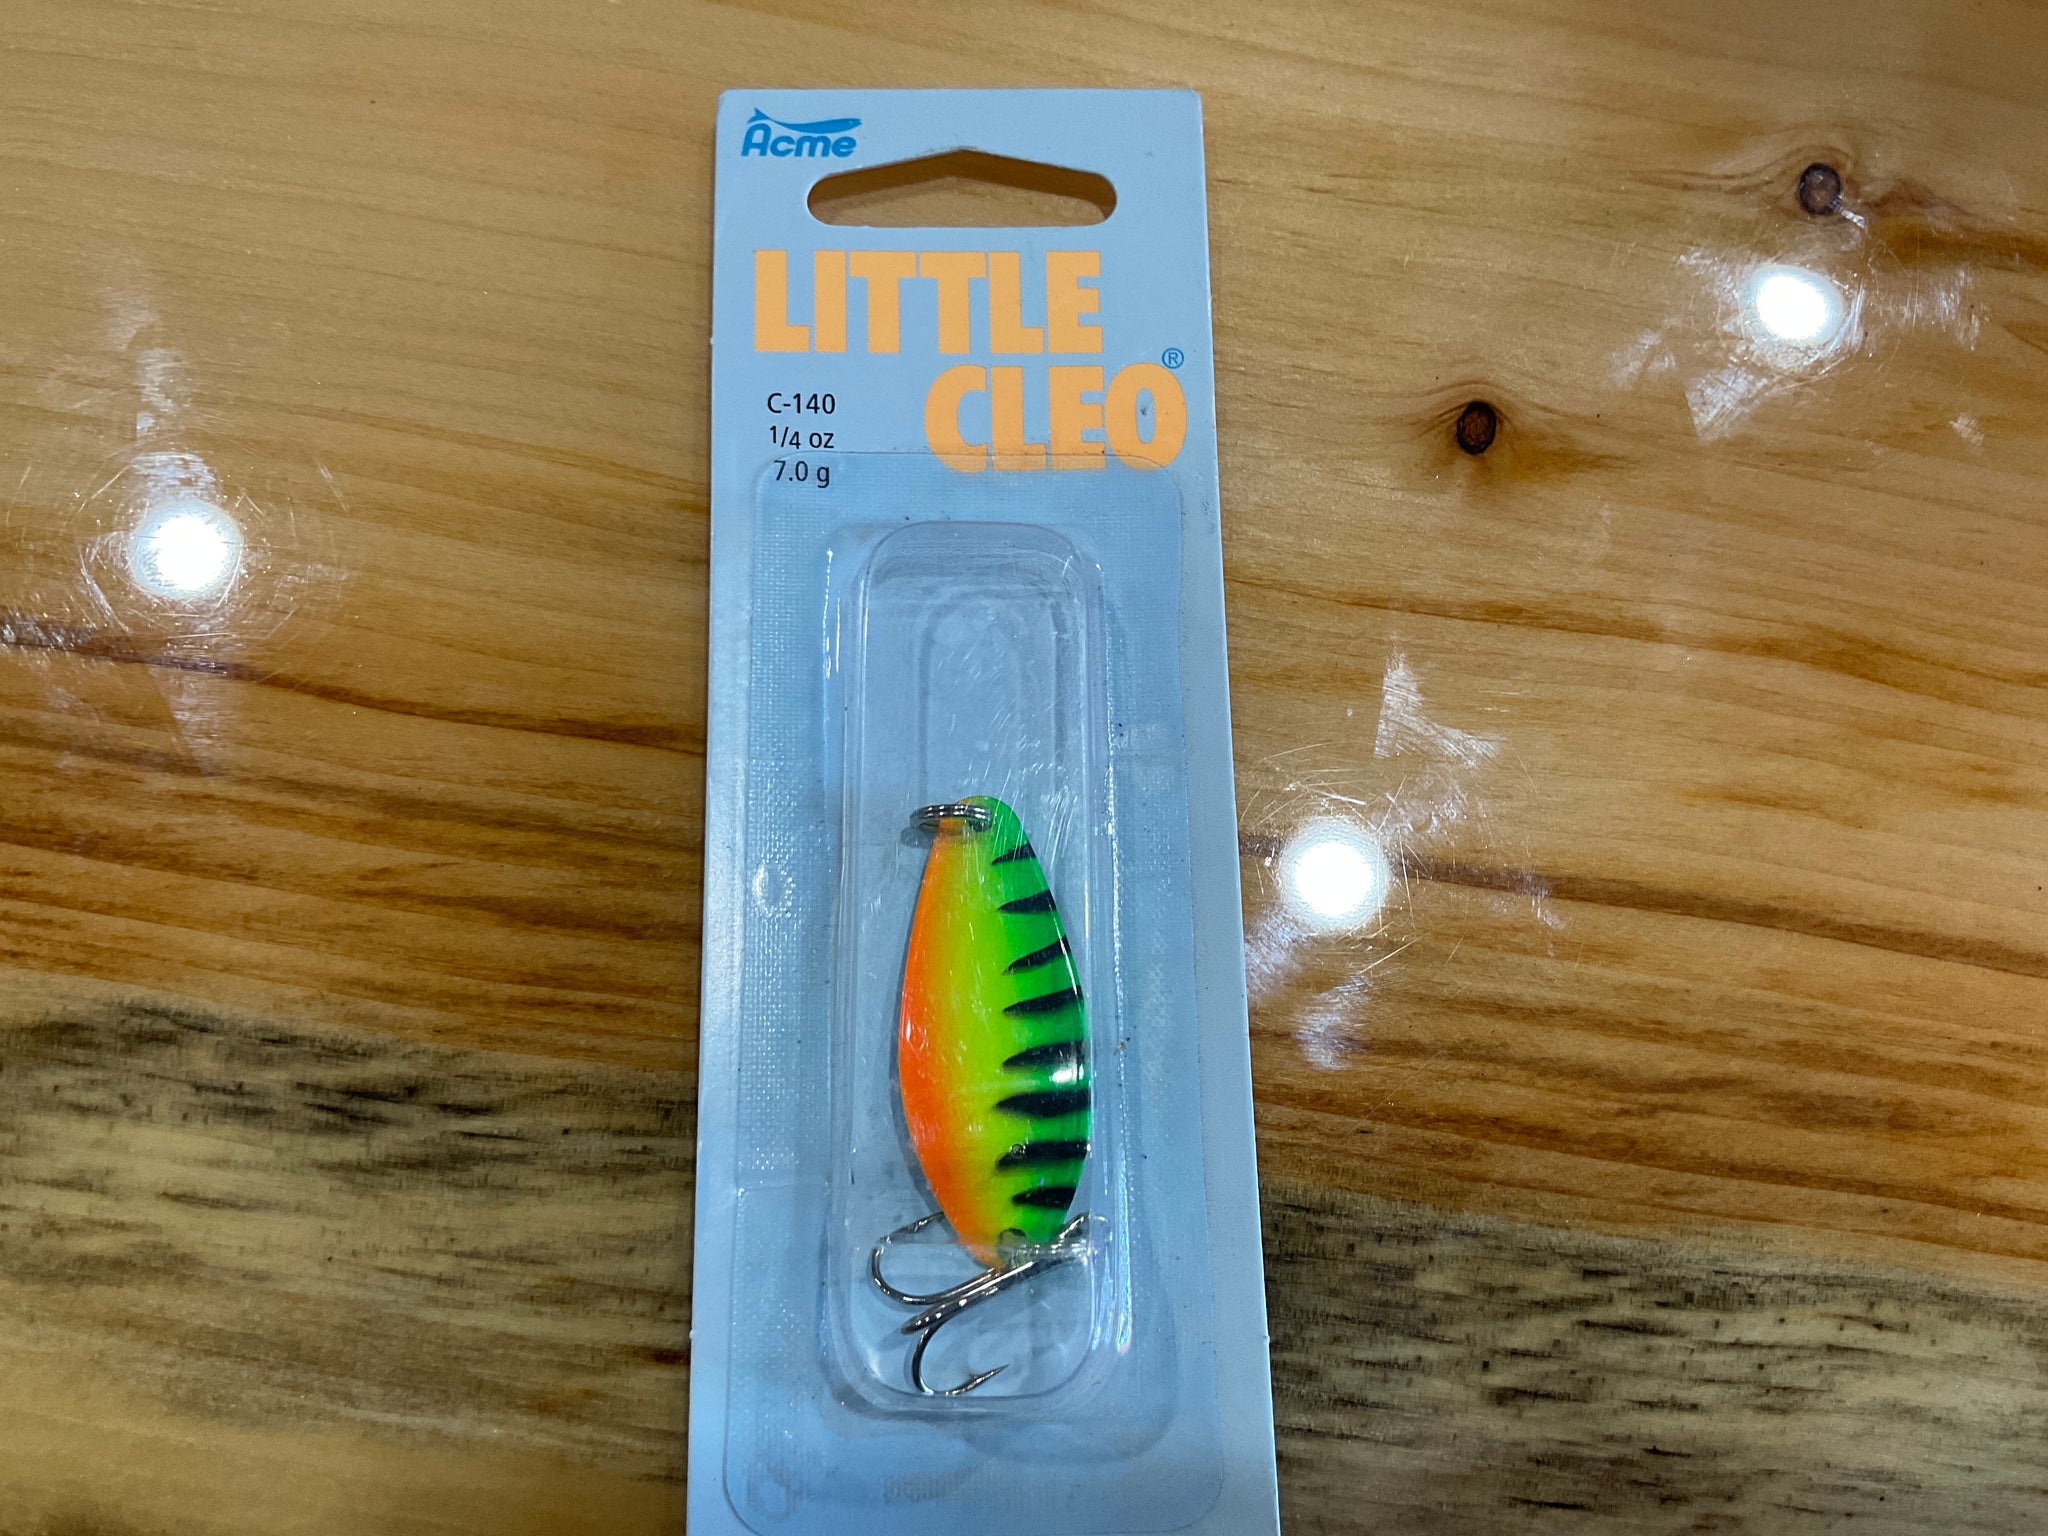 Acme
LITTLE
CLEO®
C-140
1/4 oz
7.0 g